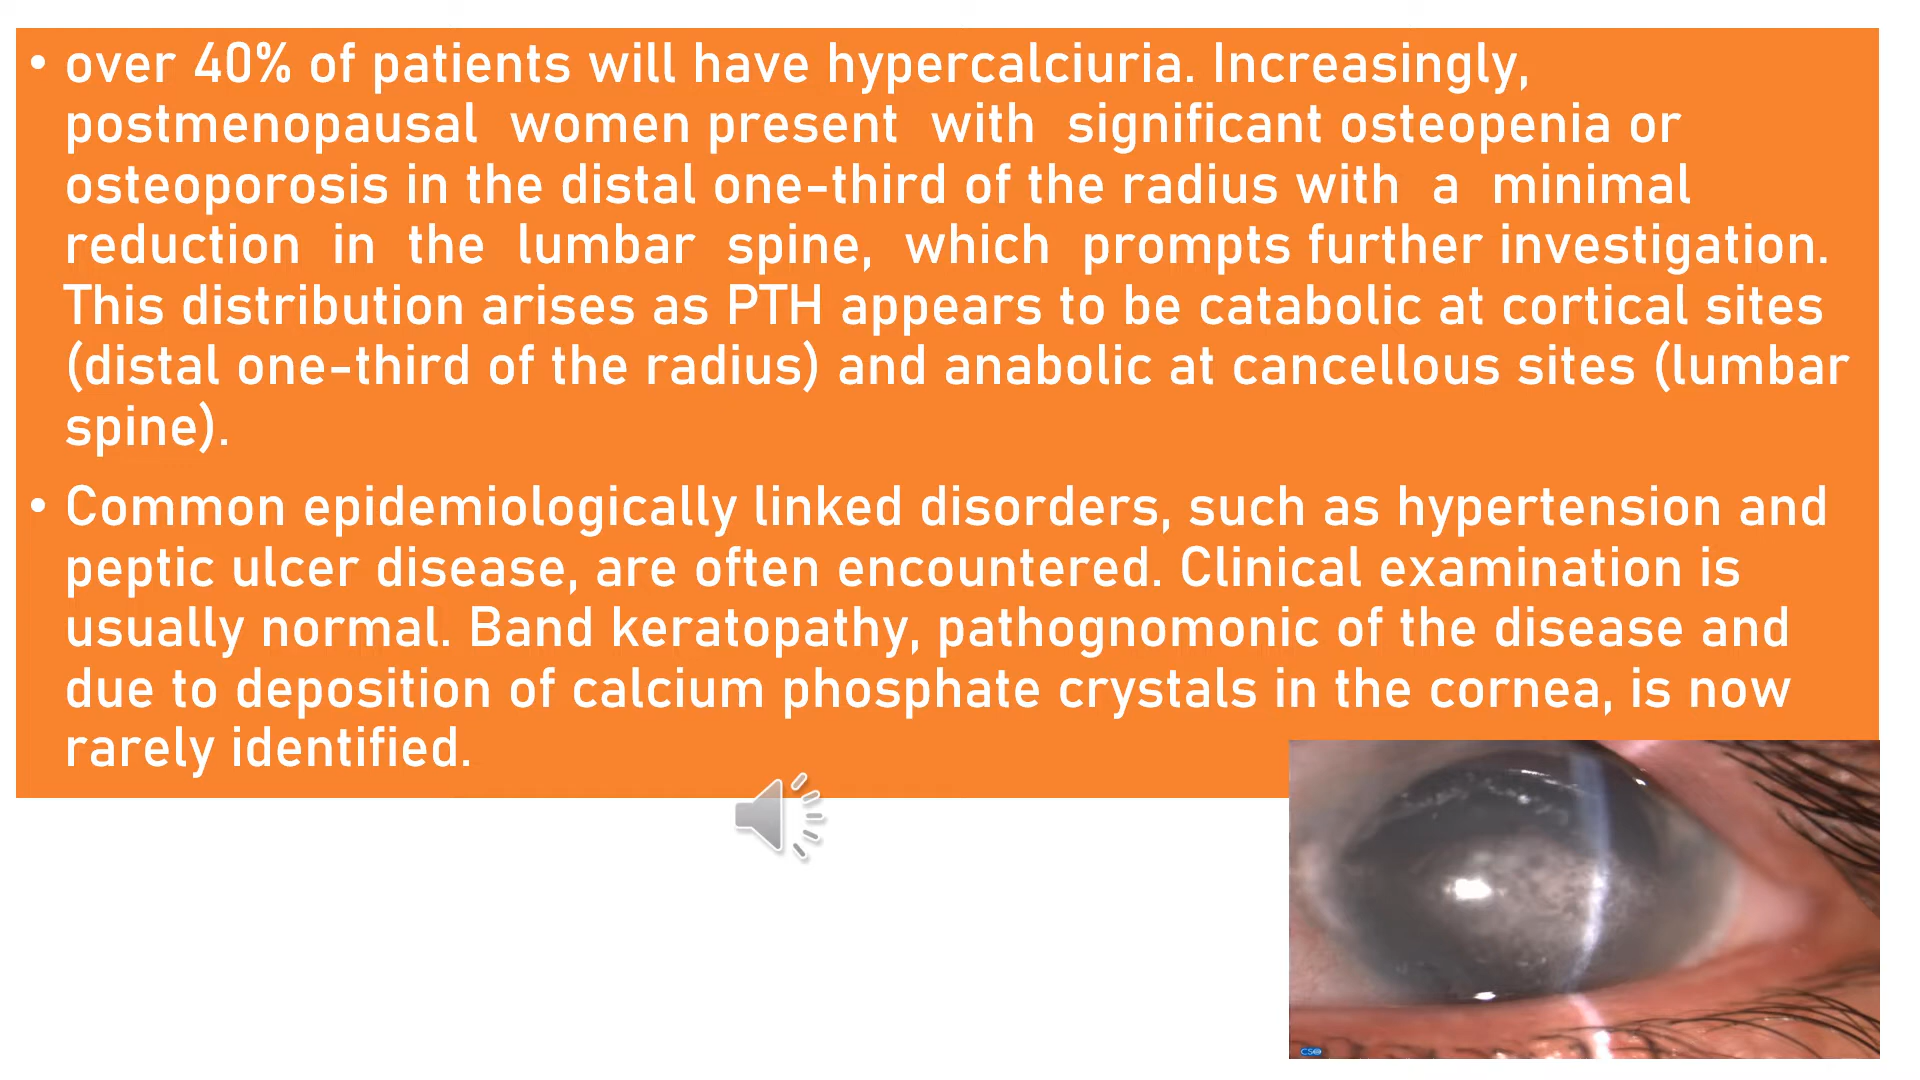 • over 40% of patients will have hypercalciuria. Increasingly,
postmenopausal women present with significant osteopenia or
osteoporosis in the distal one-third of the radius with a minimal
reduction in the lumbar spine, which prompts further investigation.
This distribution arises as PTH appears to be catabolic at cortical sites
(distal one-third of the radius) and anabolic at cancellous sites (lumbar
spine).
• Common epidemiologically linked disorders, such as hypertension and
peptic ulcer disease, are often encountered. Clinical examination is
usually normal. Band keratopathy, pathognomonic of the disease and
due to deposition of calcium phosphate crystals in the cornea, is now
rarely identified.
CSO